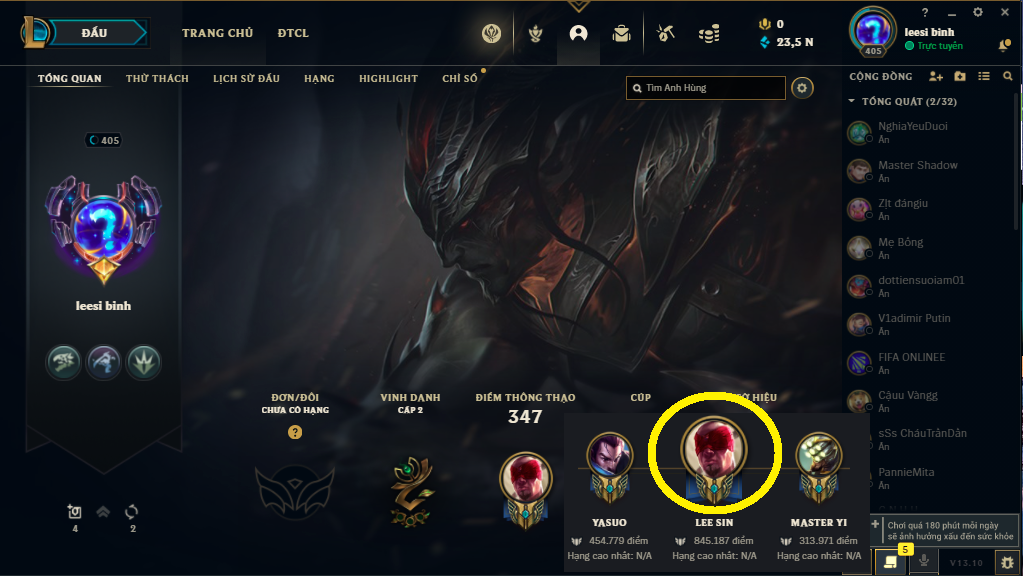 ĐẤU
TRANG CHỦ
ĐTCL
0
23,5 N
?
405
leesi binh
Trực tuyến
TỔNG QUAN
THỬ THÁCH
LỊCH SỬ ĐẤU
HẠNG
HIGHLIGHT
CHỈ SỐ
Tìm Anh Hùng
CỘNG ĐỒNG
TỔNG QUÁT (2/32)
NghiaYeuDuoi
Ẩn
Master Shadow
Ẩn
Zịt đángiu
Ẩn
Mẹ Bông
Ẩn
dottiensuoiam01
Ẩn
V1adimir Putin
Ẩn
FIFA ONLINEE
Ẩn
Cậuu Vàngg
Ẩn
sSs CháuTrânDân
Ẩn
PannieMita
Ẩn
405
leesi binh
4
2
ĐƠN/ĐÔI
CHƯA CÓ HẠNG
?
VINH DANH
CẤP 2
ĐIỂM THÔNG THẠO
347
CÚP
HIỆU
YASUO
454.779 điểm
Hạng cao nhất: N/A
LEE SIN
845.187 điểm
Hạng cao nhất: N/A
MASTER YI
313.971 điểm
Hạng cao nhất: N/A
+
Chơi quá 180 phút mỗi ngày
sẽ ảnh hưởng xấu đến sức khỏe
5
V13.10